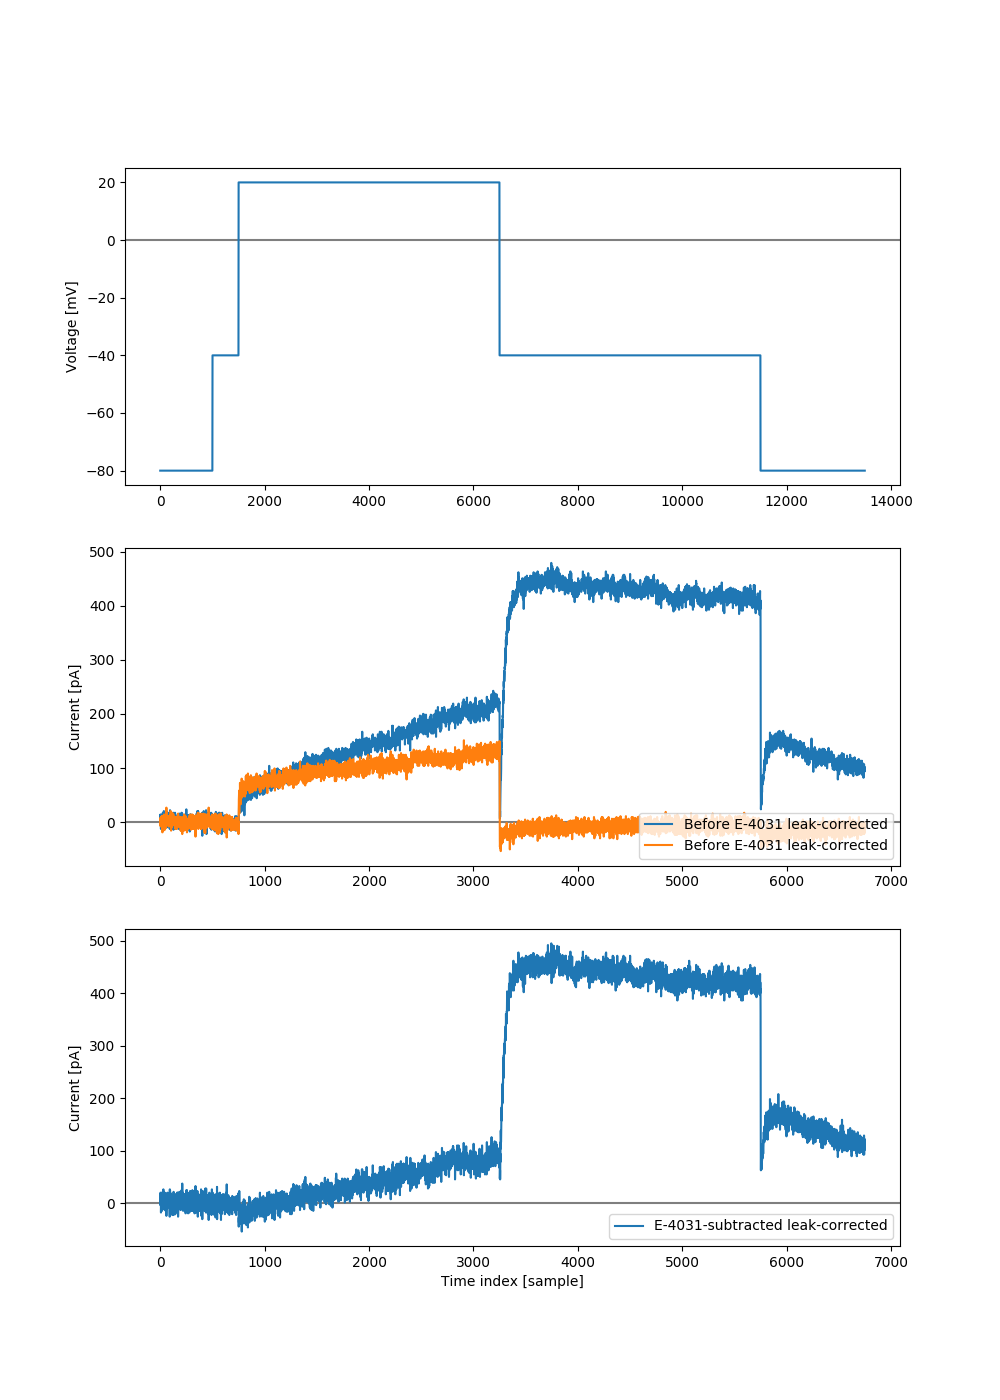 Voltage [mV]
20
0
−20
−40
−60
−80
0 2000 4000 6000 8000 10000 12000 14000
Current [pA]
500
400
300
200
100
0
Before E-4031 leak-corrected
Before E-4031 leak-corrected
0 1000 2000 3000 4000 5000 6000 7000
Current [pA]
500
400
300
200
100
0
E-4031-subtracted leak-corrected
0 1000 2000 3000 4000 5000 6000 7000
Time index [sample]